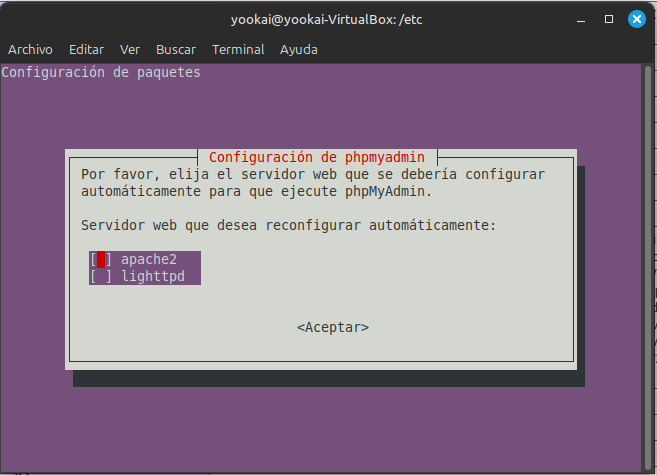 yookai@yookai-VirtualBox: /etc
Archivo Editar Ver Buscar Terminal Ayuda
Configuración de paquetes
Configuración de phpmyadmin
Por favor, elija el servidor web que se debería configurar
automáticamente para que ejecute phpMyAdmin.
Servidor web que desea reconfigurar automáticamente:
[ ] apache2
[ ] lighttpd
<Aceptar>